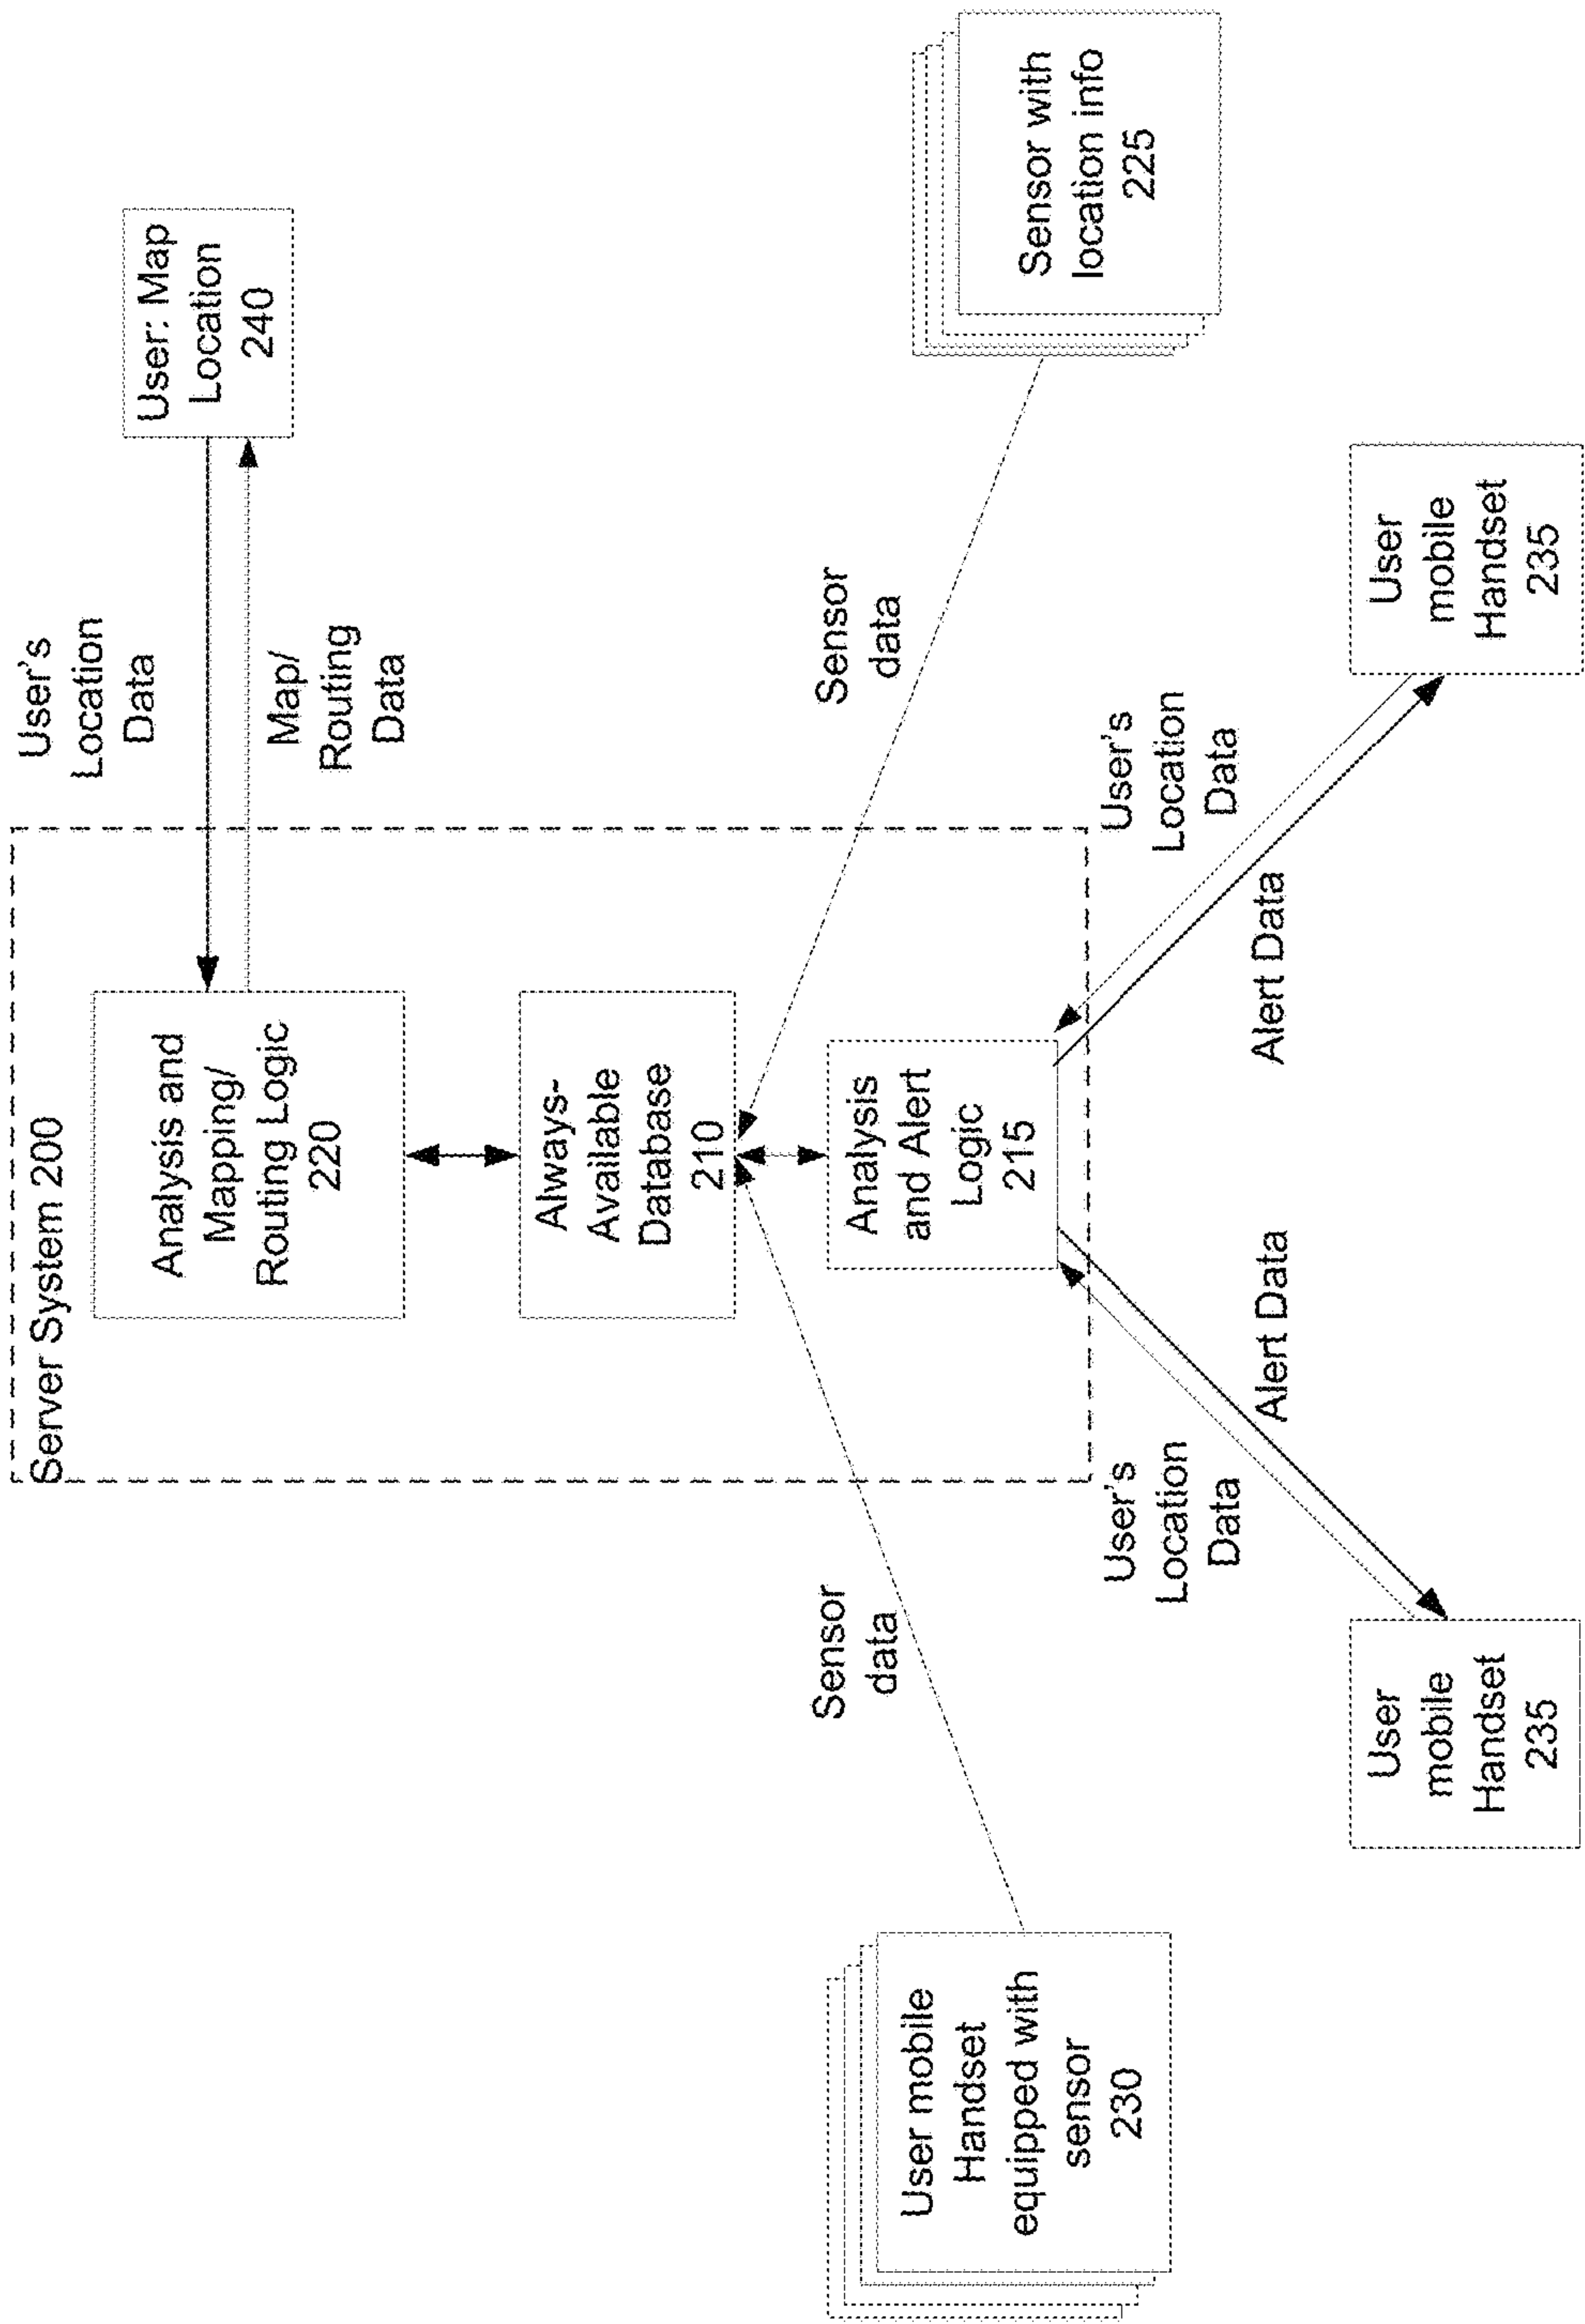 Server System 200
User's
Location
Data
Analysis and
Mapping/
Routing Logic
220
User: Map
Location
240
Map/
Routing
Data
Always-
Available
Database
210
Sensor
data
Sensor
data
User mobile
Handset
equipped with
sensor
230
Analysis
and Alert
Logic
215
Sensor with
location info
225
User's
Location
Data
User's
Location
Data
Alert Data
Alert Data
User
mobile
Handset
235
User
mobile
Handset
235